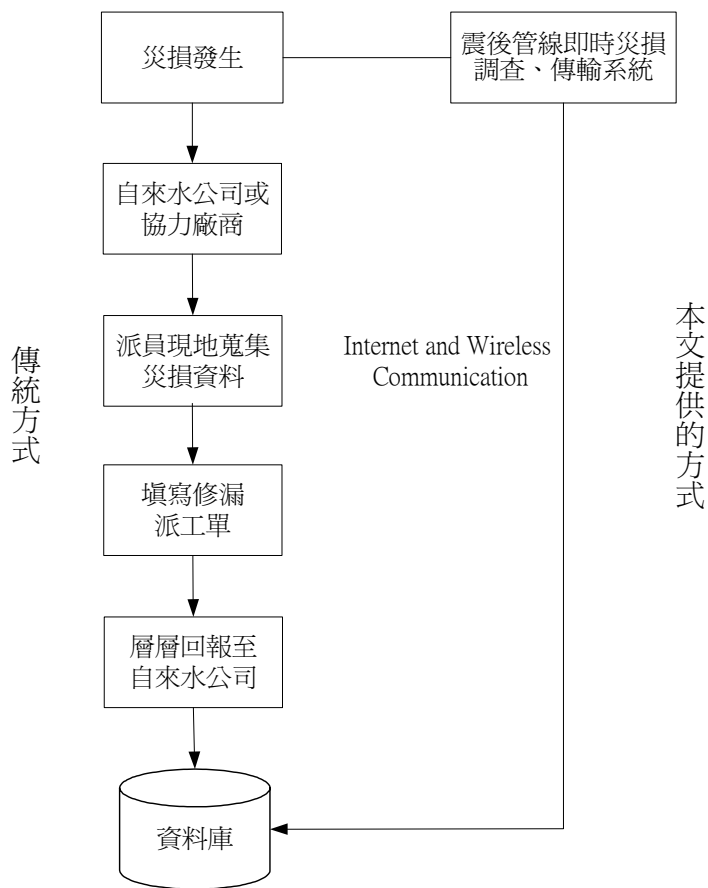 災損發生
震後管線即時災損
調查、傳輸系統
自來水公司或
協力廠商
派員現地蒐集
災損資料
傳統方式
Internet and Wireless
Communication
本文提供的方式
填寫修漏
派工單
層層回報至
自來水公司
資料庫